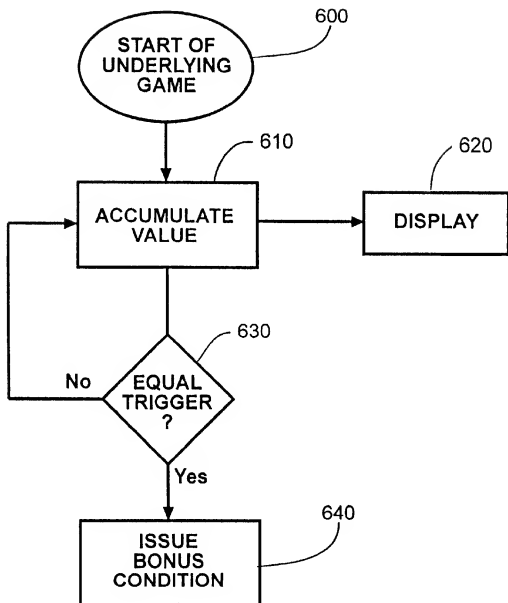 600
START OF
UNDERLYING
GAME
610
620
ACCUMULATE
VALUE
DISPLAY
630
No
EQUAL
TRIGGER
?
Yes
640
ISSUE
BONUS
CONDITION